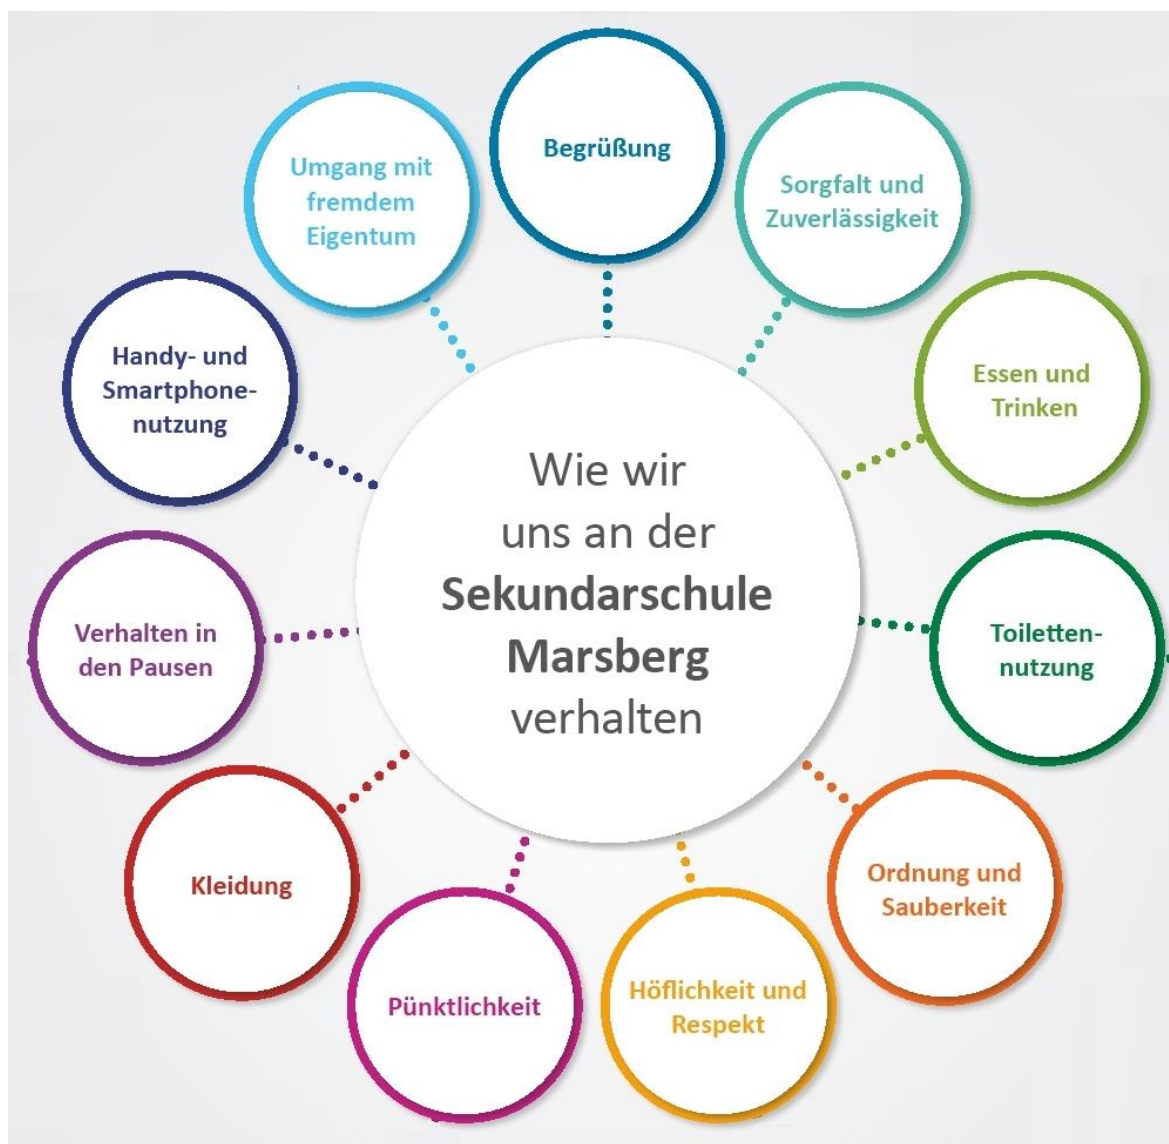 Begrüßung
Sorgfalt und
Zuverlässigkeit
Essen und
Trinken
Toiletten-
nutzung
Ordnung und
Sauberkeit
Höflichkeit und
Respekt
Pünktlichkeit
Kleidung
Verhalten in
den Pausen
Handy- und
Smartphone-
nutzung
Umgang mit
fremdem
Eigentum
Wie wir
uns an der
Sekundarschule
Marsberg
verhalten